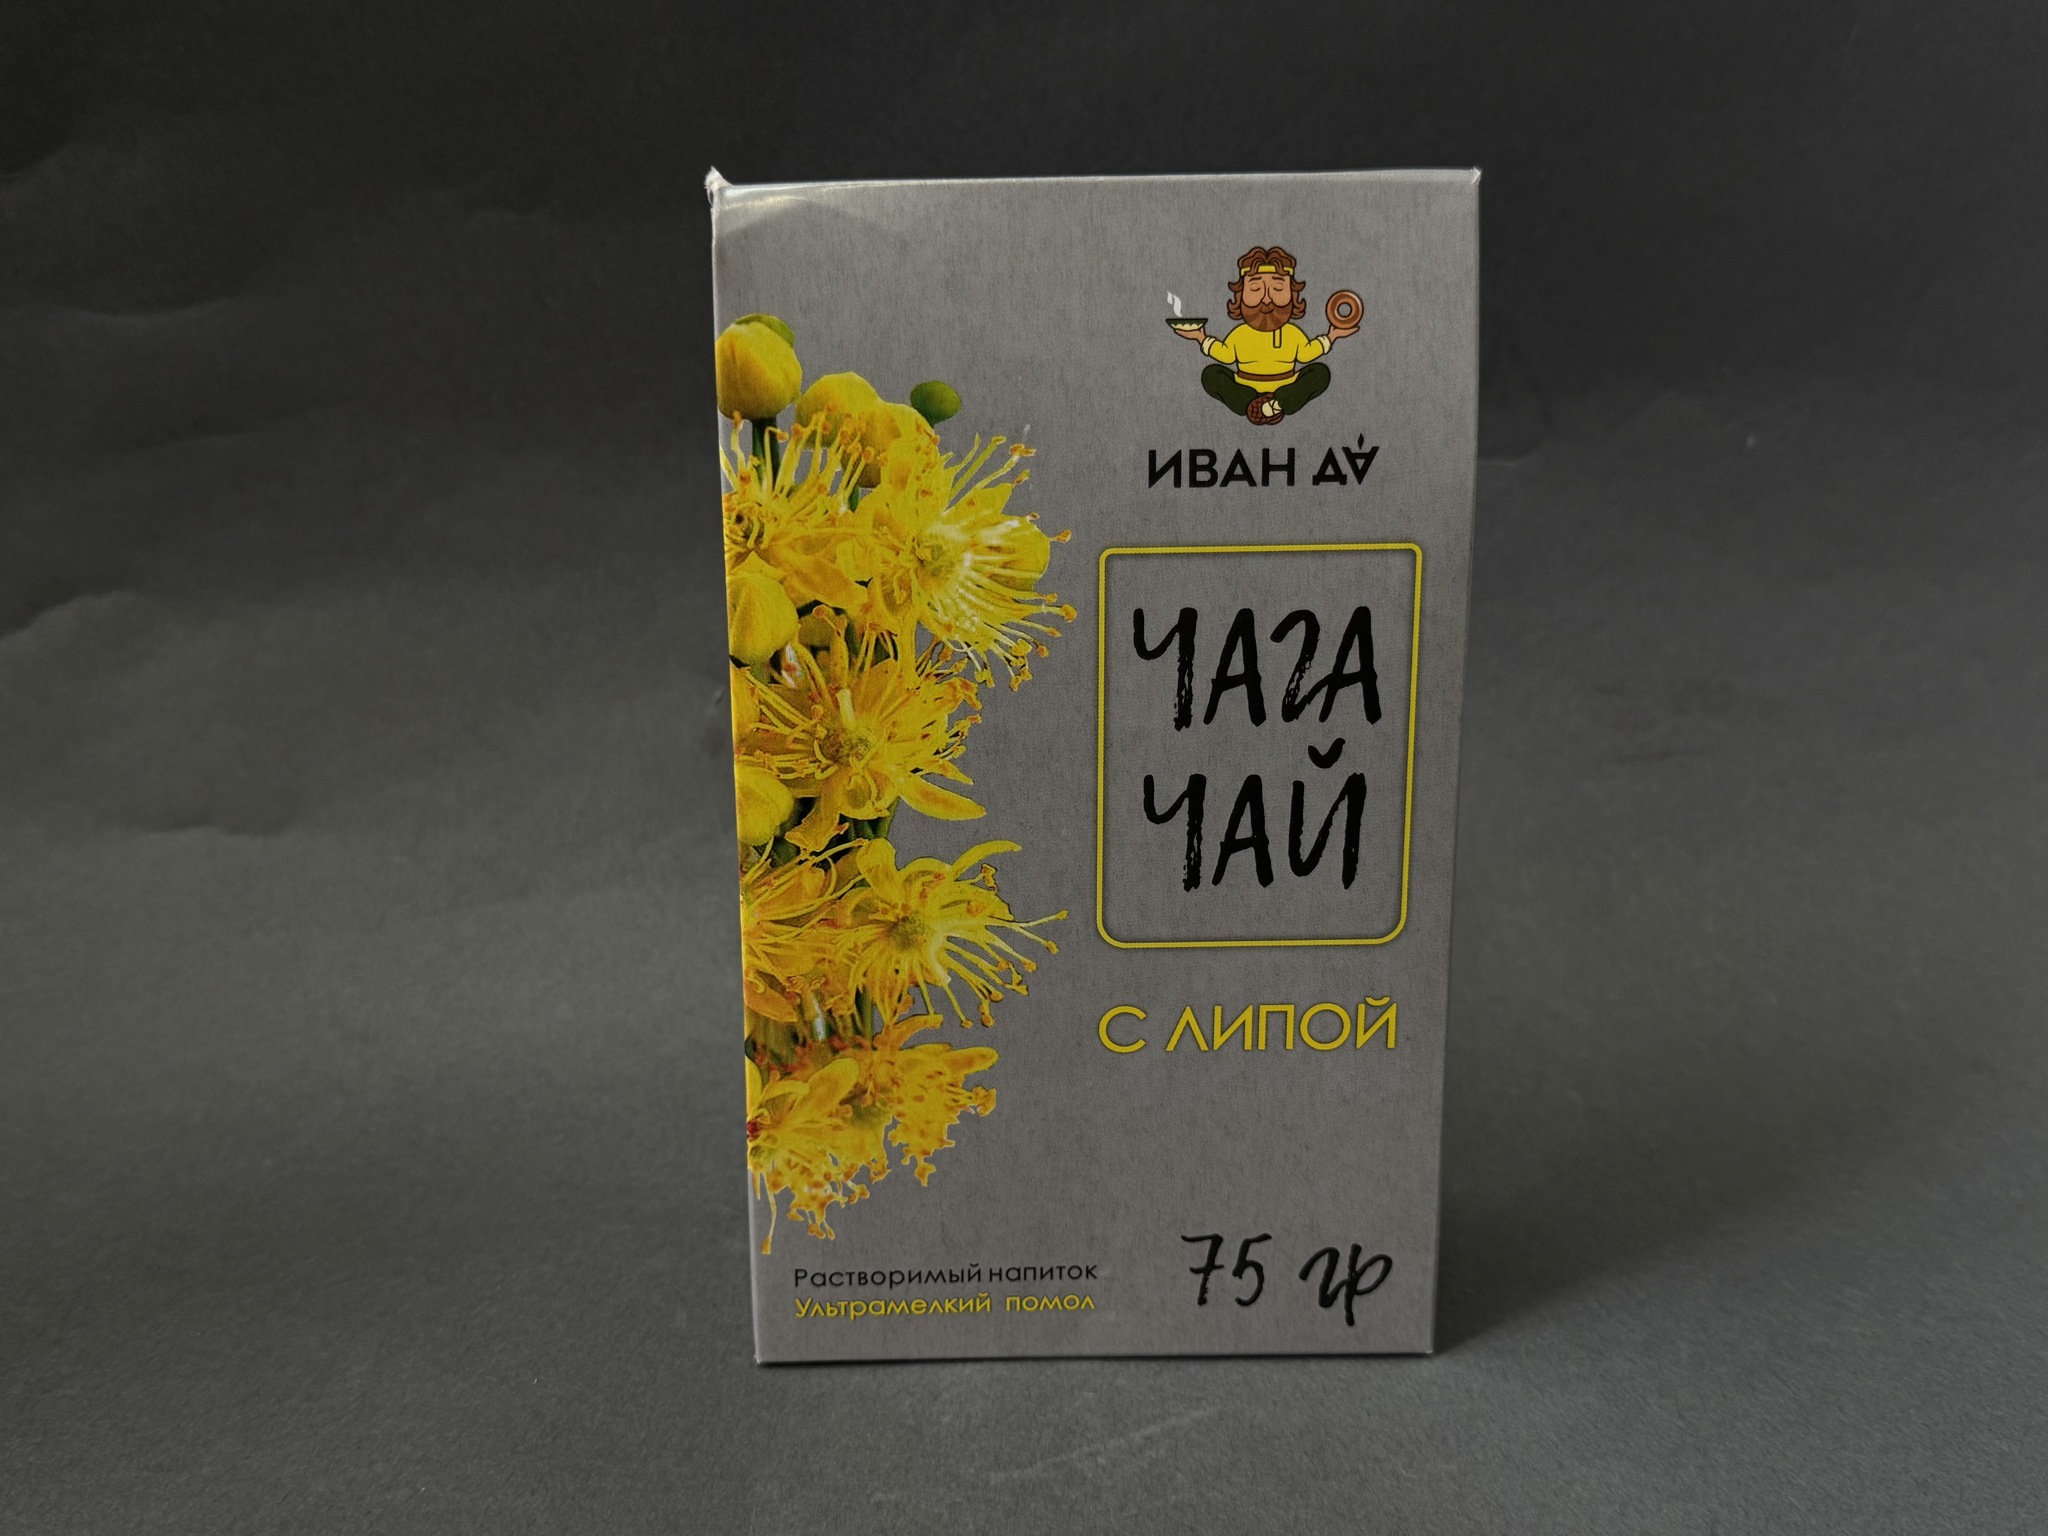 ИВАН ДА
ЧАГА
ЧАЙ
С ЛИПОЙ
Растворимый напиток
Ультрамелкий помол
75 гр